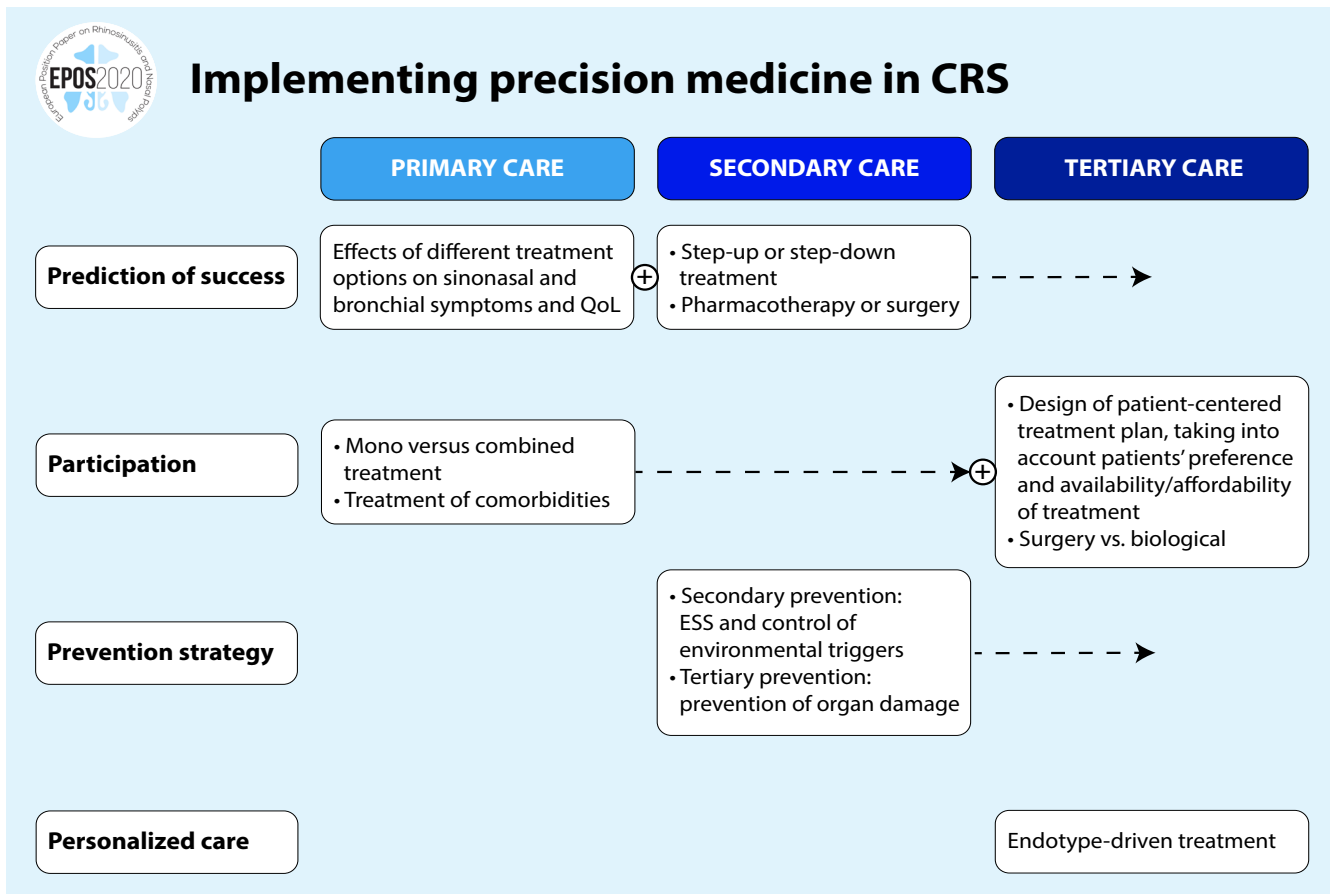 European Position Paper on Rhinosinusitis and Nasal Polyps
EPOS2020
Implementing precision medicine in CRS
PRIMARY CARE
SECONDARY CARE
TERTIARY CARE
Prediction of success
Effects of different treatment
options on sinonasal and
bronchial symptoms and QoL
+
• Step-up or step-down
treatment
• Pharmacotherapy or surgery
Participation
• Mono versus combined
treatment
• Treatment of comorbidities
+
• Design of patient-centered
treatment plan, taking into
account patients’ preference
and availability/affordability
of treatment
• Surgery vs. biological
Prevention strategy
• Secondary prevention:
ESS and control of
environmental triggers
• Tertiary prevention:
prevention of organ damage
Personalized care
Endotype-driven treatment